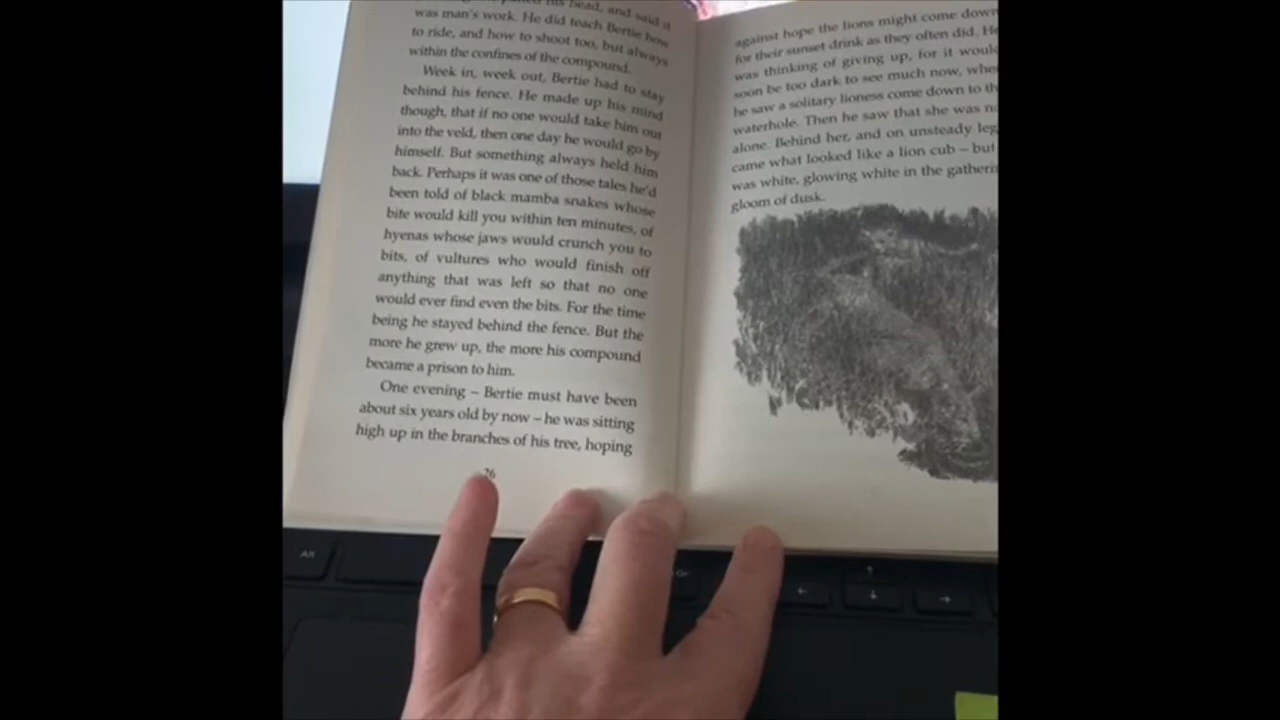 his head, and said it
was man's work. He did teach Bertie how
to ride, and how to shoot too, but always
within the confines of the compound.
Week in, week out, Bertie had to stay
behind his fence. He made up his mind
though, that if no one would take him out
into the veld, then one day he would go by
himself. But something always held him
back. Perhaps it was one of those tales he'd
been told of black mamba snakes whose
bite would kill you within ten minutes, of
hyenas whose jaws would crunch you to
bits, of vultures who would finish off
anything that was left so that no one
would ever find even the bits. For the time
being he stayed behind the fence. But the
more he grew up, the more his compound
became a prison to him.
One evening – Bertie must have been
about six years old by now – he was sitting
high up in the branches of his tree, hoping
26
against hope the lions might come down
for their sunset drink as they often did. He
was thinking of giving up, for it would
soon be too dark to see much now, when
he saw a solitary lioness come down to the
waterhole. Then he saw that she was
alone. Behind her, and on unsteady
came what looked like a lion cub – but
was white, glowing white in the
gloom of dusk.
Alt
← ↓ →